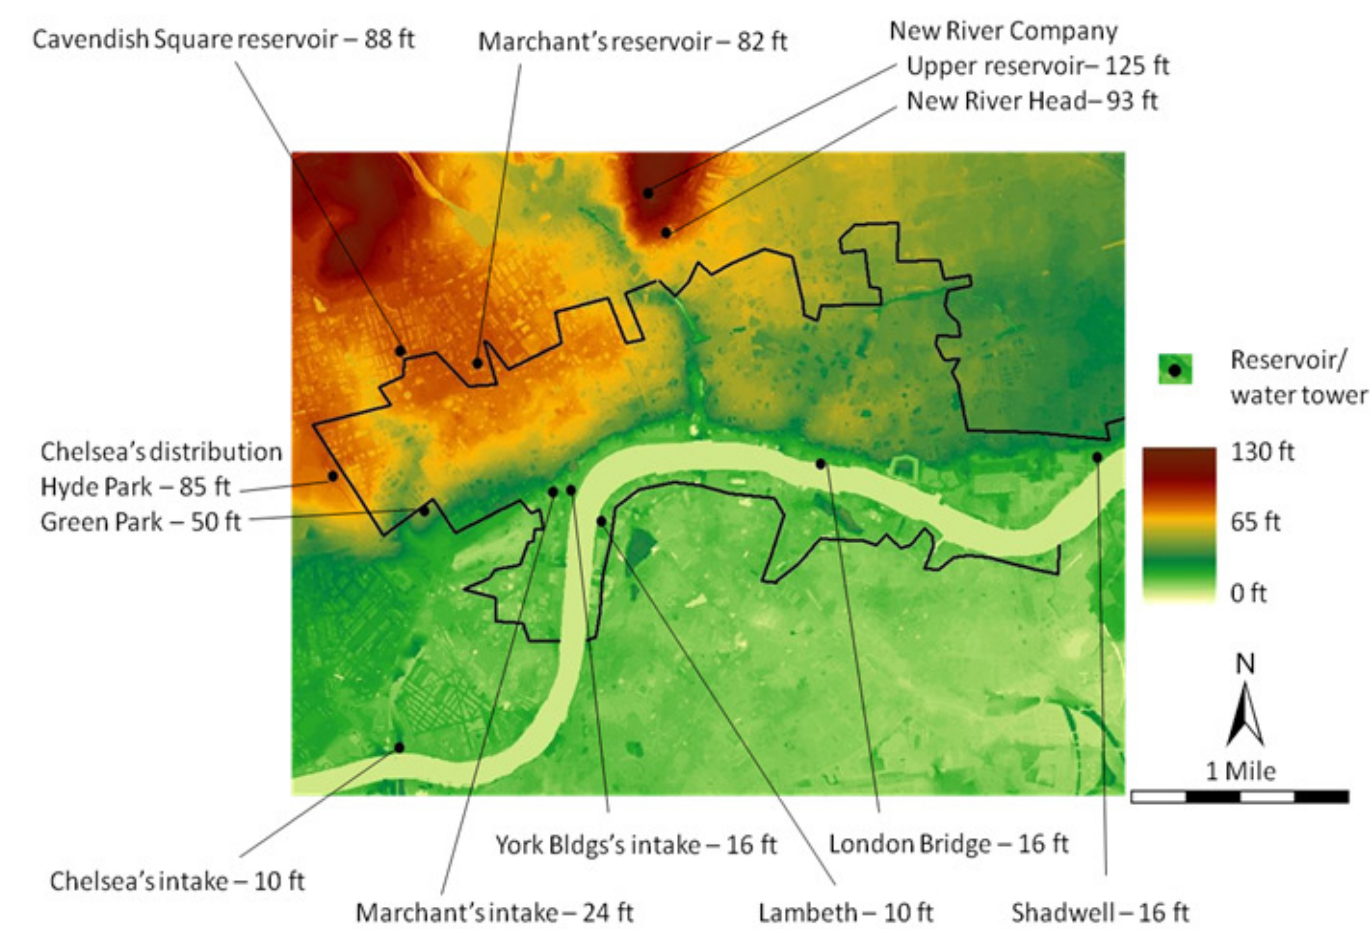 Cavendish Square reservoir – 88 ft
Marchant's reservoir – 82 ft
New River Company
Upper reservoir– 125 ft
New River Head– 93 ft
Reservoir/
water tower
130 ft
65 ft
0 ft
Chelsea's distribution
Hyde Park – 85 ft
Green Park – 50 ft
N
1 Mile
York Bldgs's intake – 16 ft
London Bridge – 16 ft
Chelsea's intake – 10 ft
Marchant's intake – 24 ft
Lambeth – 10 ft
Shadwell – 16 ft